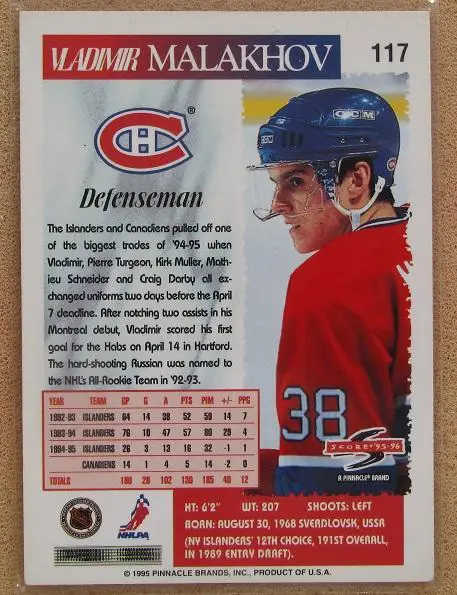 VLADIMIR MALAKHOV 117
CH ®
CCM
Defenseman
The Islanders and Canadiens pulled off one
of the biggest trades of '94-95 when
Vladimir, Pierre Turgeon, Kirk Muller, Math-
ieu Schneider and Craig Darby all ex-
changed uniforms two days before the April
7 deadline. After notching two assists in his
Montreal debut, Vladimir scored his first
goal for the Habs on April 14 in Hartford.
The hard-shooting Russian was named to
the NHL's All-Rookie Team in '92-93.
YEAR TEAM GP G A PTS PIM +/- PPG
1992-93 ISLANDERS 64 14 38 52 59 14 7
1993-94 ISLANDERS 76 10 47 57 80 29 4
1994-95 ISLANDERS 26 3 13 16 32 -1 1
CANADIENS 14 1 4 5 14 -2 0
TOTALS 180 28 102 130 185 40 12
38
SCORE '95-96
A PINNACLE BRAND
NHL
NHLPA
HT: 6'2" WT: 207 SHOOTS: LEFT
BORN: AUGUST 30, 1968 SVERDLOVSK, USSR
(NY ISLANDERS' 12TH CHOICE, 191ST OVERALL,
IN 1989 ENTRY DRAFT).
© 1995 PINNACLE BRANDS, INC., PRODUCT OF U.S.A.